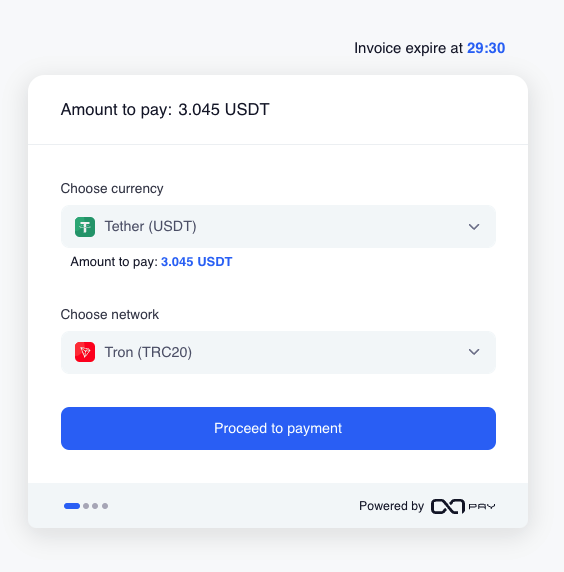 Invoice expire at 29:30
Amount to pay: 3.045 USDT
Choose currency
Tether (USDT)
Amount to pay: 3.045 USDT
Choose network
Tron (TRC20)
Proceed to payment
Powered by PAY